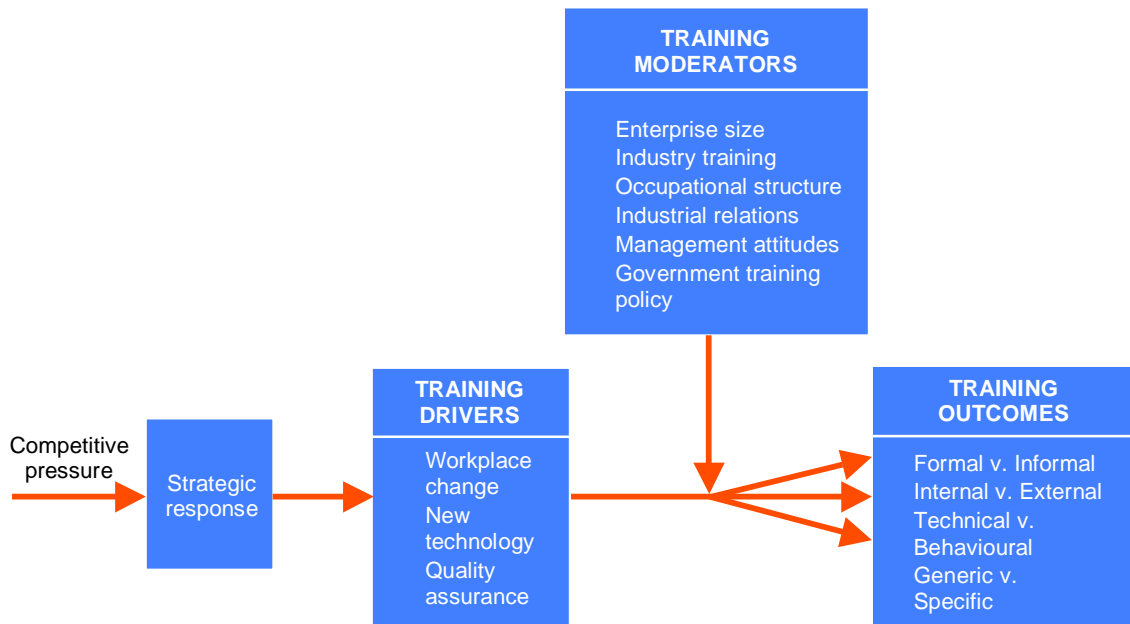 TRAINING
MODERATORS
Enterprise size
Industry training
Occupational structure
Industrial relations
Management attitudes
Government training
policy
Competitive
pressure
Strategic
response
TRAINING
DRIVERS
Workplace
change
New
technology
Quality
assurance
TRAINING
OUTCOMES
Formal v. Informal
Internal v. External
Technical v.
Behavioural
Generic v.
Specific